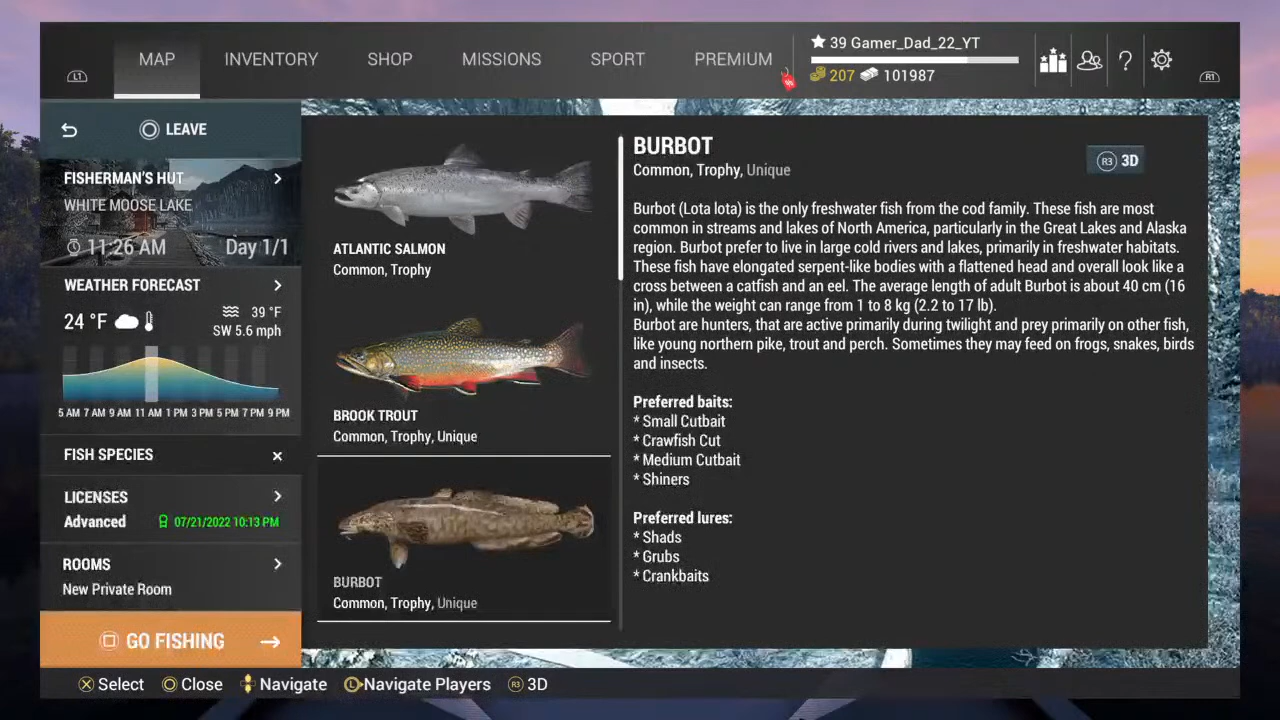 L1
MAP
INVENTORY
SHOP
MISSIONS
SPORT
PREMIUM
39 Gamer_Dad_22_YT
207 101987
?
R1
LEAVE
FISHERMAN'S HUT
WHITE MOOSE LAKE
11:26 AM Day 1/1
WEATHER FORECAST
24 °F
39 °F
SW 5.6 mph
5 AM 7 AM 9 AM 11 AM 1 PM 3 PM 5 PM 7 PM 9 PM
FISH SPECIES
LICENSES
Advanced 07/21/2022 10:13 PM
ROOMS
New Private Room
GO FISHING
ATLANTIC SALMON
Common, Trophy
BROOK TROUT
Common, Trophy, Unique
BURBOT
Common, Trophy, Unique
BURBOT
Common, Trophy, Unique
R3 3D
Burbot (Lota lota) is the only freshwater fish from the cod family. These fish are most
common in streams and lakes of North America, particularly in the Great Lakes and Alaska
region. Burbot prefer to live in large cold rivers and lakes, primarily in freshwater habitats.
These fish have elongated serpent-like bodies with a flattened head and overall look like a
cross between a catfish and an eel. The average length of adult Burbot is about 40 cm (16
in), while the weight can range from 1 to 8 kg (2.2 to 17 lb).
Burbot are hunters, that are active primarily during twilight and prey primarily on other fish,
like young northern pike, trout and perch. Sometimes they may feed on frogs, snakes, birds
and insects.
Preferred baits:
* Small Cutbait
* Crawfish Cut
* Medium Cutbait
* Shiners
Preferred lures:
* Shads
* Grubs
* Crankbaits
Select Close Navigate L Navigate Players R3 3D